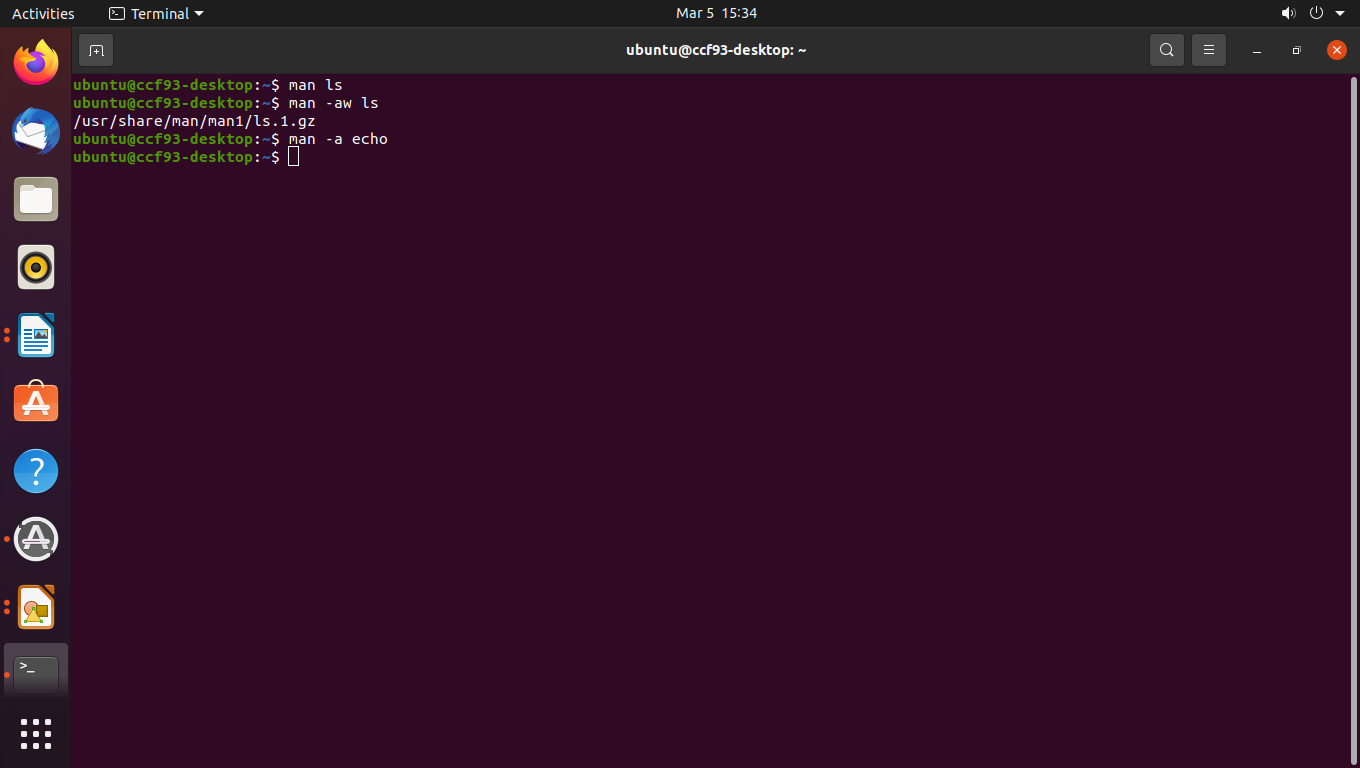 Activities Terminal Mar 5 15:34
ubuntu@ccf93-desktop: ~
ubuntu@ccf93-desktop:~$ man ls
ubuntu@ccf93-desktop:~$ man -aw ls
/usr/share/man/man1/ls.1.gz
ubuntu@ccf93-desktop:~$ man -a echo
ubuntu@ccf93-desktop:~$